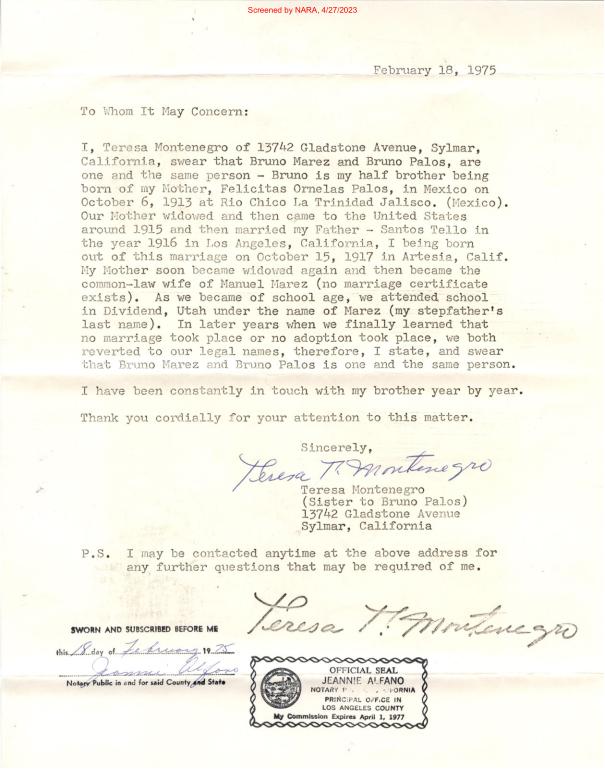 Screened by NARA, 4/27/2023
February 18, 1975
To Whom It May Concern:
I, Teresa Montenegro of 13742 Gladstone Avenue, Sylmar,
California, swear that Bruno Marez and Bruno Palos, are
one and the same person - Bruno is my half brother being
born of my Mother, Felicitas Ornelas Palos, in Mexico on
October 6, 1913 at Rio Chico La Trinidad Jalisco. (Mexico).
Our Mother widowed and then came to the United States
around 1915 and then married my Father - Santos Tello in
the year 1916 in Los Angeles, California, I being born
out of this marriage on October 15, 1917 in Artesia, Calif.
My Mother soon became widowed again and then became the
common-law wife of Manuel Marez (no marriage certificate
exists). As we became of school age, we attended school
in Dividend, Utah under the name of Marez (my stepfather's
last name). In later years when we finally learned that
no marriage took place or no adoption took place, we both
reverted to our legal names, therefore, I state, and swear
that Bruno Marez and Bruno Palos is one and the same person.
I have been constantly in touch with my brother year by year.
Thank you cordially for your attention to this matter.
Sincerely,
Teresa T. Montenegro
Teresa Montenegro
(Sister to Bruno Palos)
13742 Gladstone Avenue
Sylmar, California
P.S. I may be contacted anytime at the above address for
any further questions that may be required of me.
Teresa T. Montenegro
SWORN AND SUBSCRIBED BEFORE ME
this 18 day of February 1975
Jeannie Alfano
Notary Public in and for said County and State
OFFICIAL SEAL
JEANNIE ALFANO
NOTARY
PRINCIPAL OFFICE IN
LOS ANGELES COUNTY
My Commission Expires April 1, 1977